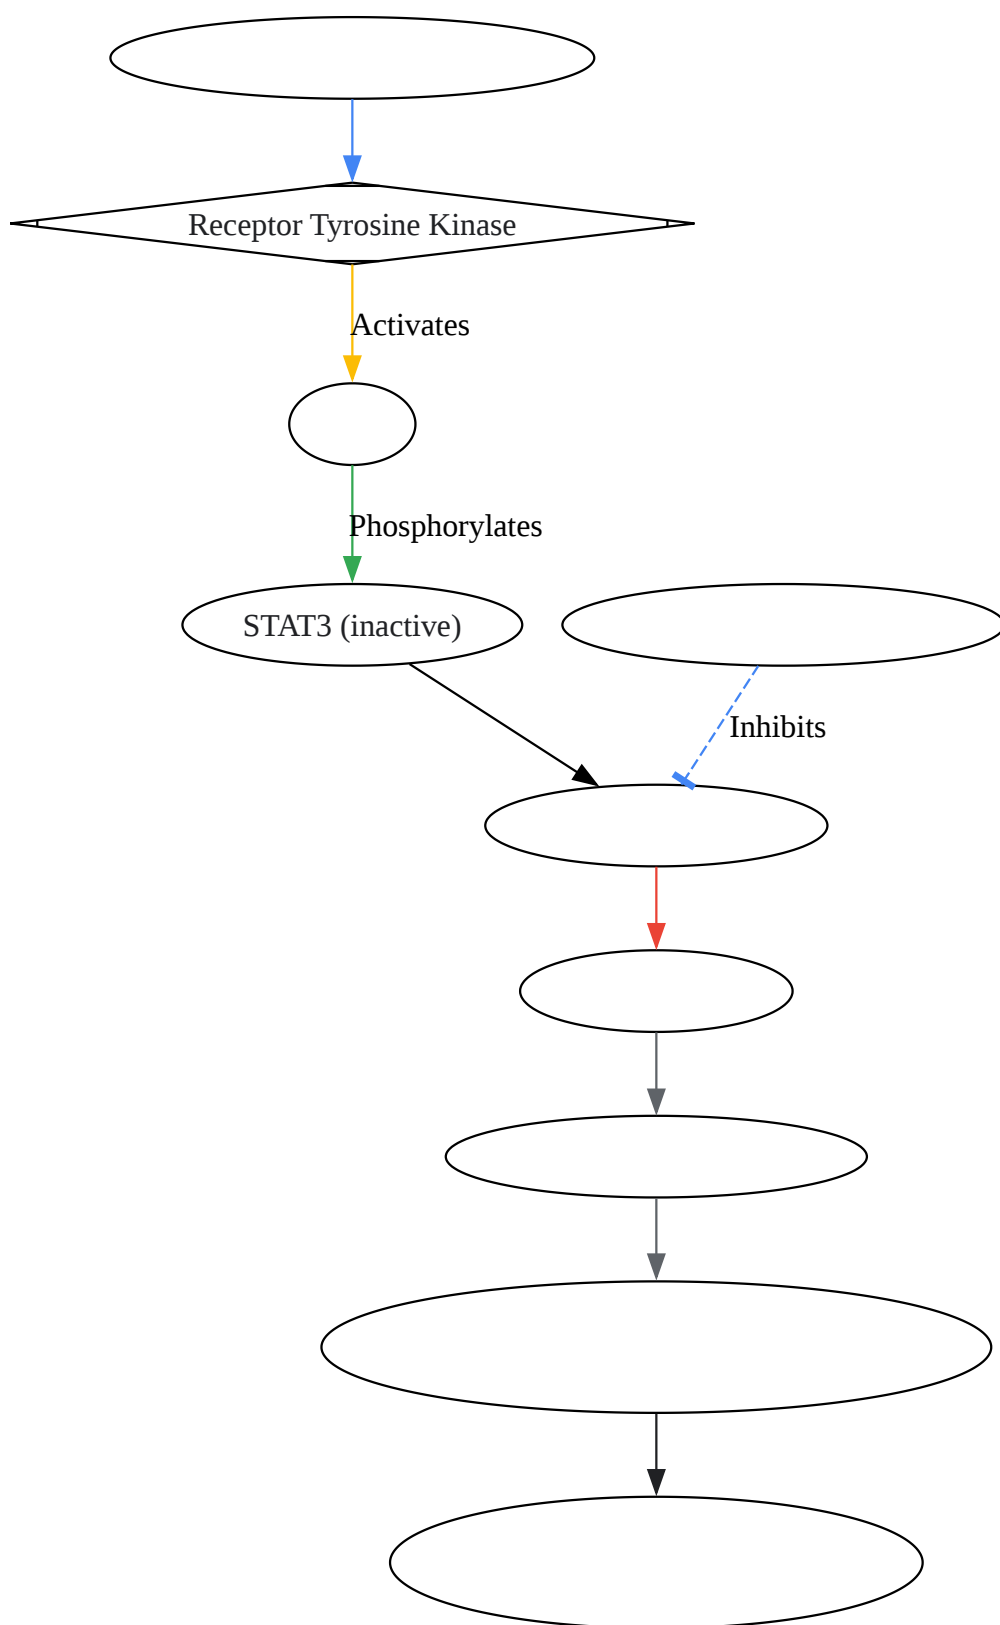 Receptor Tyrosine Kinase
Activates
Phosphorylates
STAT3 (inactive)
Inhibits